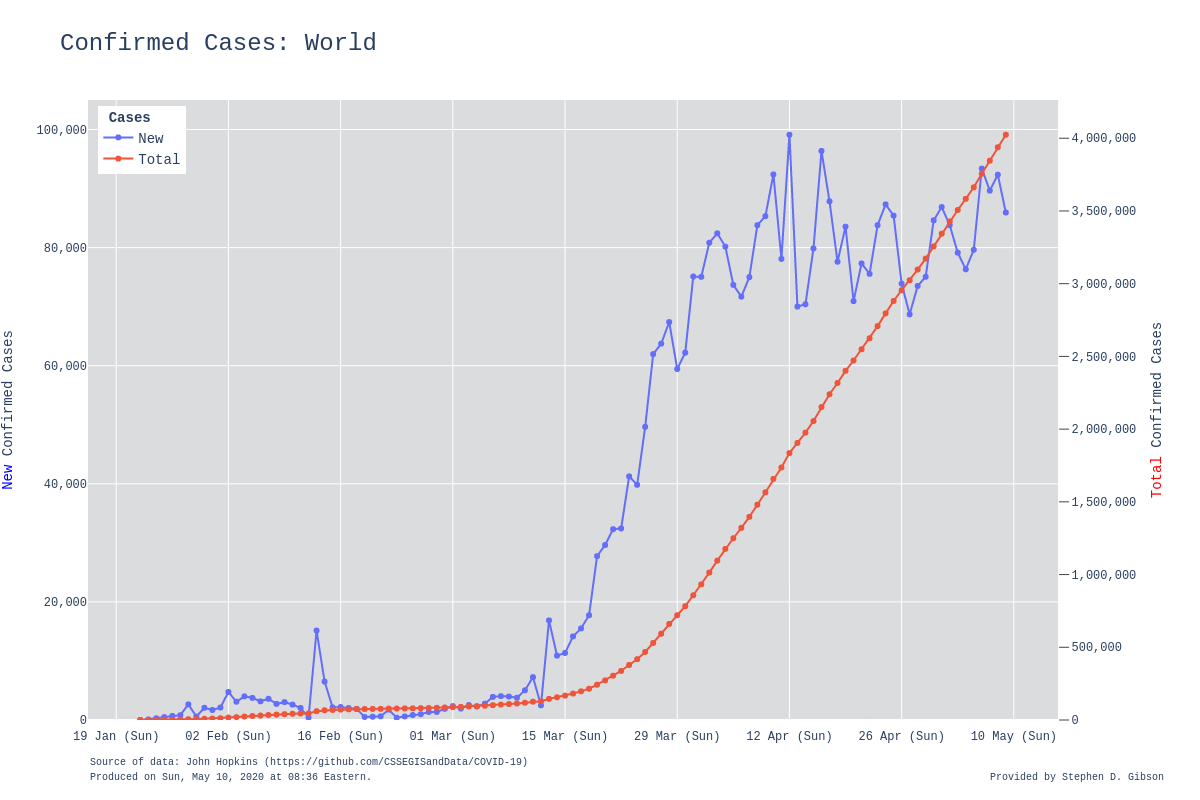 Confirmed Cases: World
Cases
New
Total
100,000
80,000
60,000
40,000
20,000
0
New Confirmed Cases
4,000,000
3,500,000
3,000,000
2,500,000
2,000,000
1,500,000
1,000,000
500,000
0
Total Confirmed Cases
19 Jan (Sun) 02 Feb (Sun) 16 Feb (Sun) 01 Mar (Sun) 15 Mar (Sun) 29 Mar (Sun) 12 Apr (Sun) 26 Apr (Sun) 10 May (Sun)
Source of data: John Hopkins (https://github.com/CSSEGISandData/COVID-19)
Produced on Sun, May 10, 2020 at 08:36 Eastern.
Provided by Stephen D. Gibson